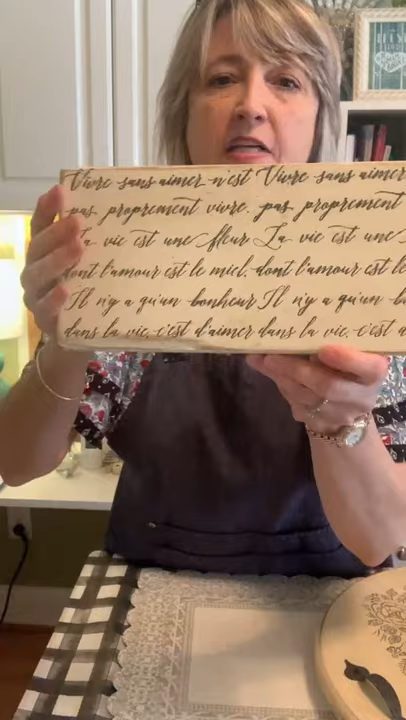 Vivre sans aimer n'est Vivre sans aimer
pas proprement vivre. pas proprement
La vie est une fleur La vie est une
dont l'amour est le miel. dont l'amour est le
Il n'y a qu'un bonheur Il n'y a qu'un
dans la vie, c'est d'aimer dans la vie, c'est